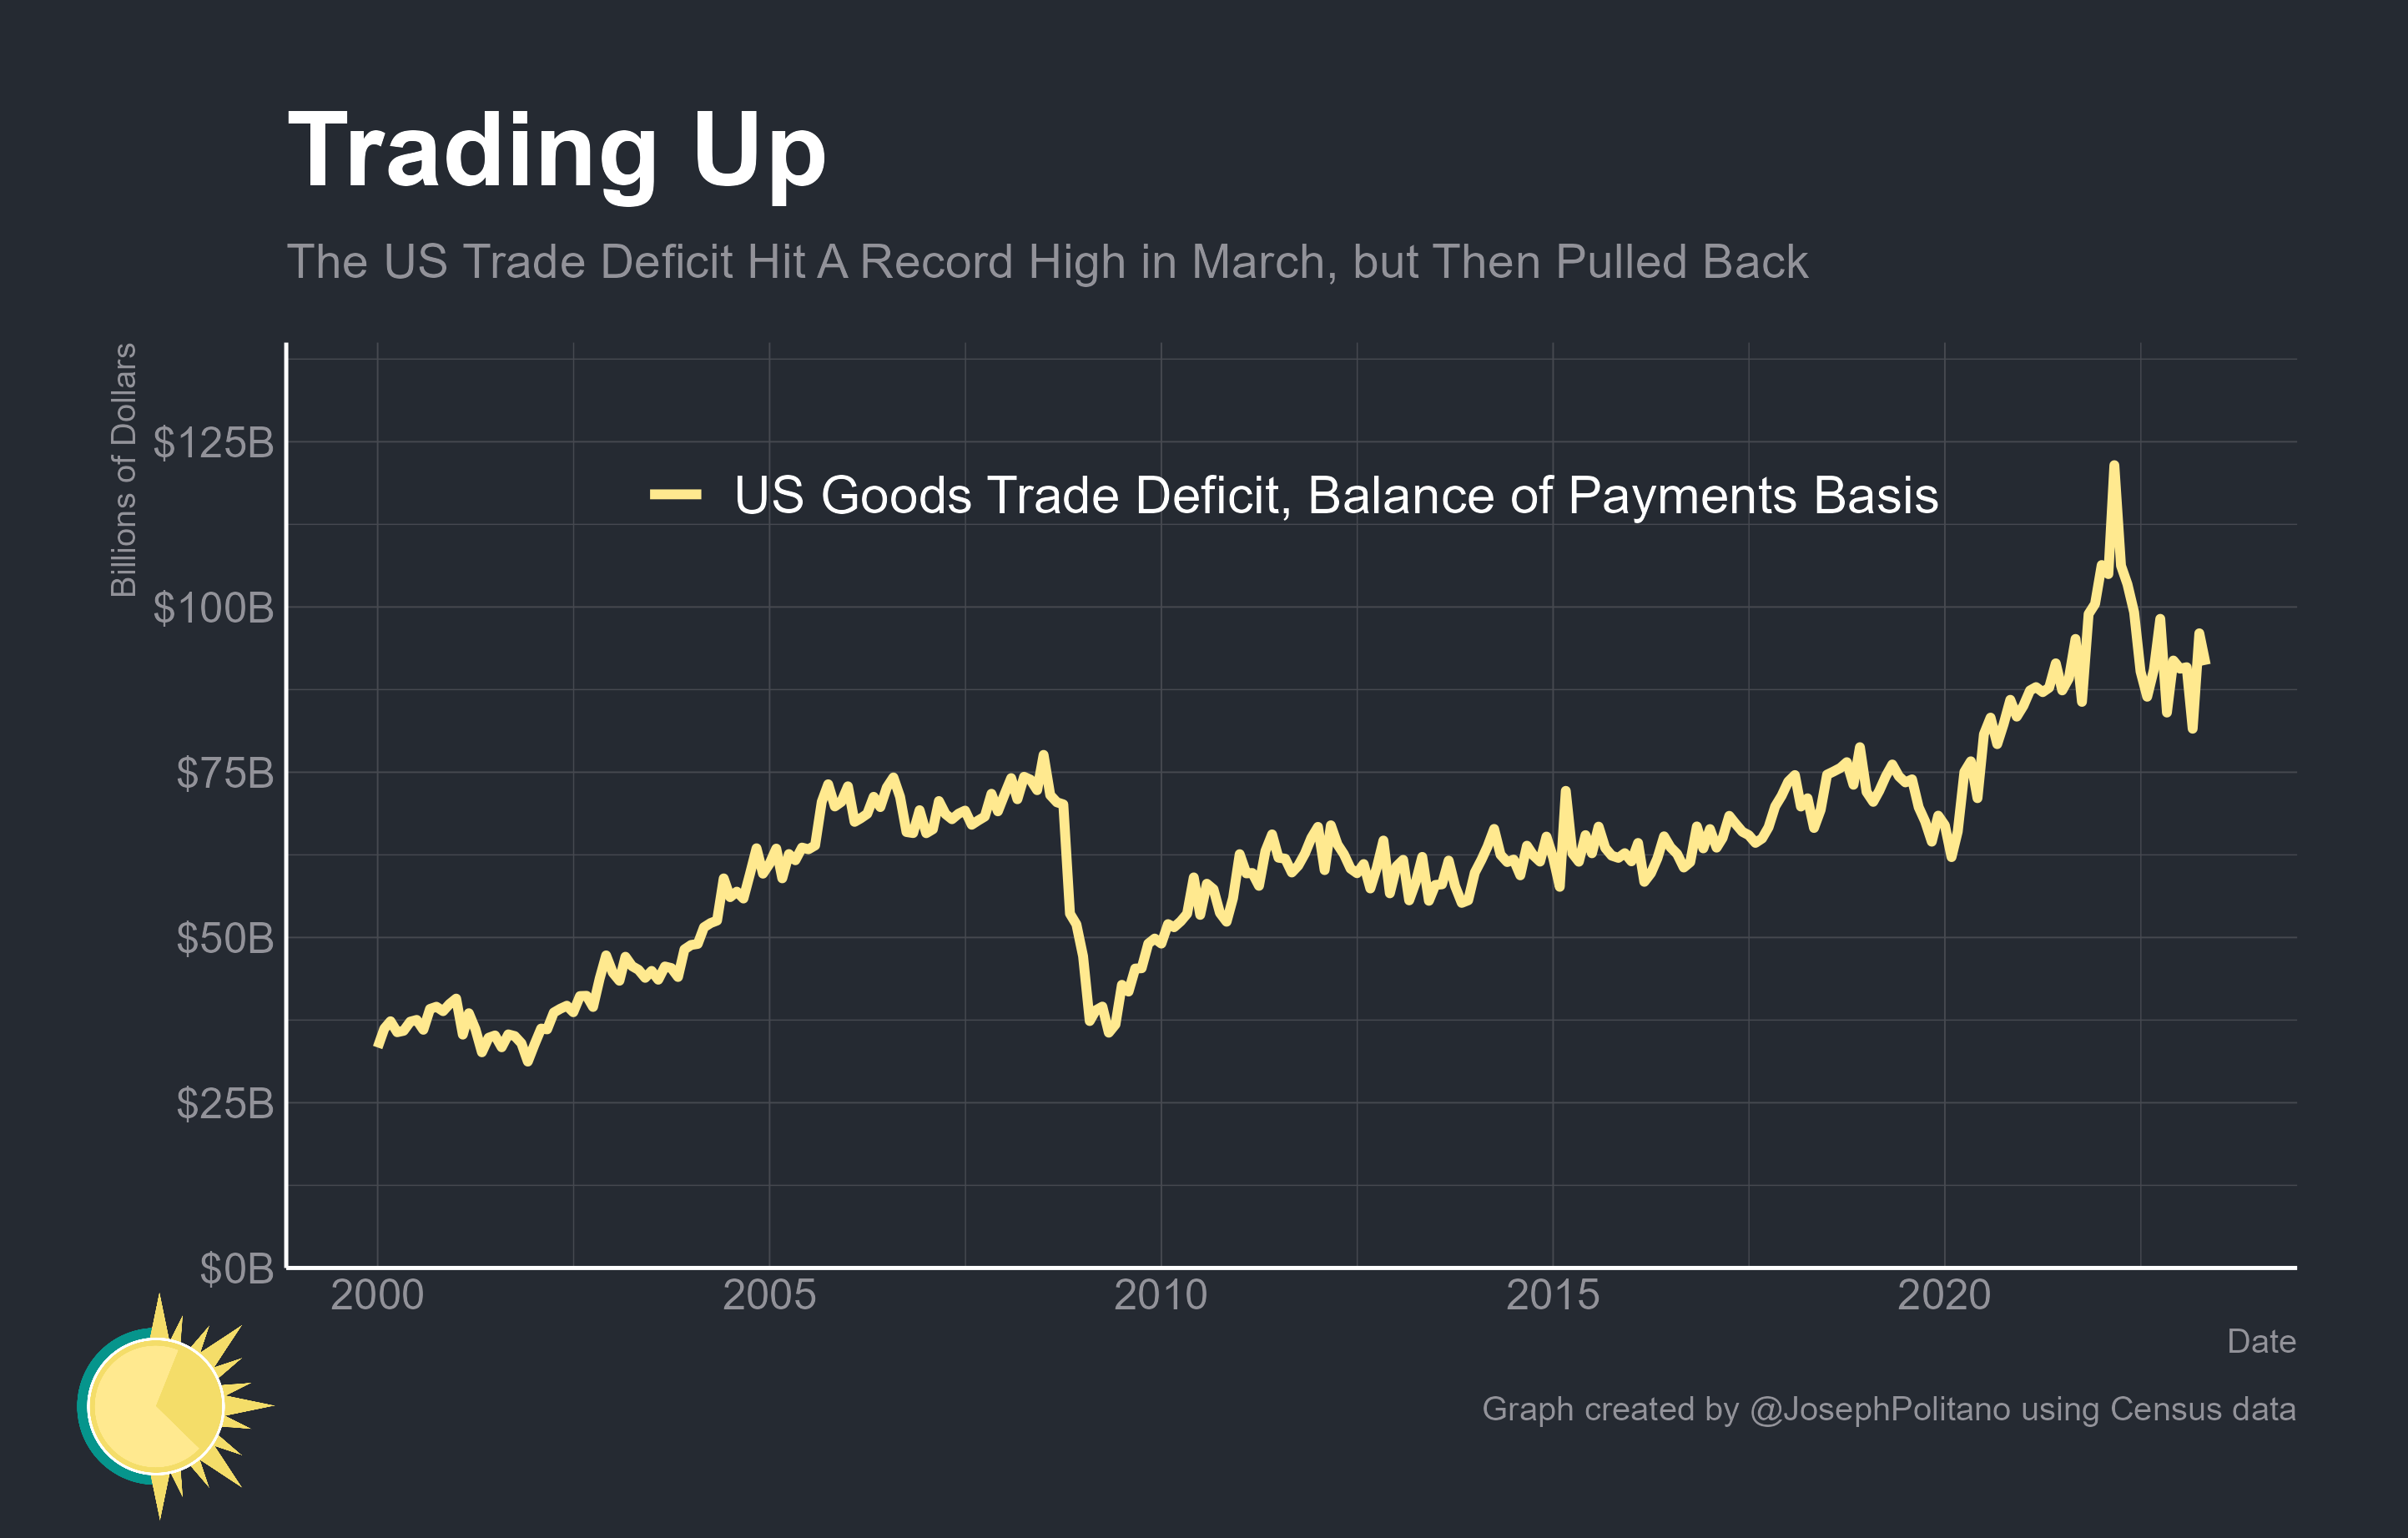 Trading Up
The US Trade Deficit Hit A Record High in March, but Then Pulled Back
Billions of Dollars
$125B
$100B
$75B
$50B
$25B
$0B
US Goods Trade Deficit, Balance of Payments Basis
2000 2005 2010 2015 2020
Date
Graph created by @JosephPolitano using Census data